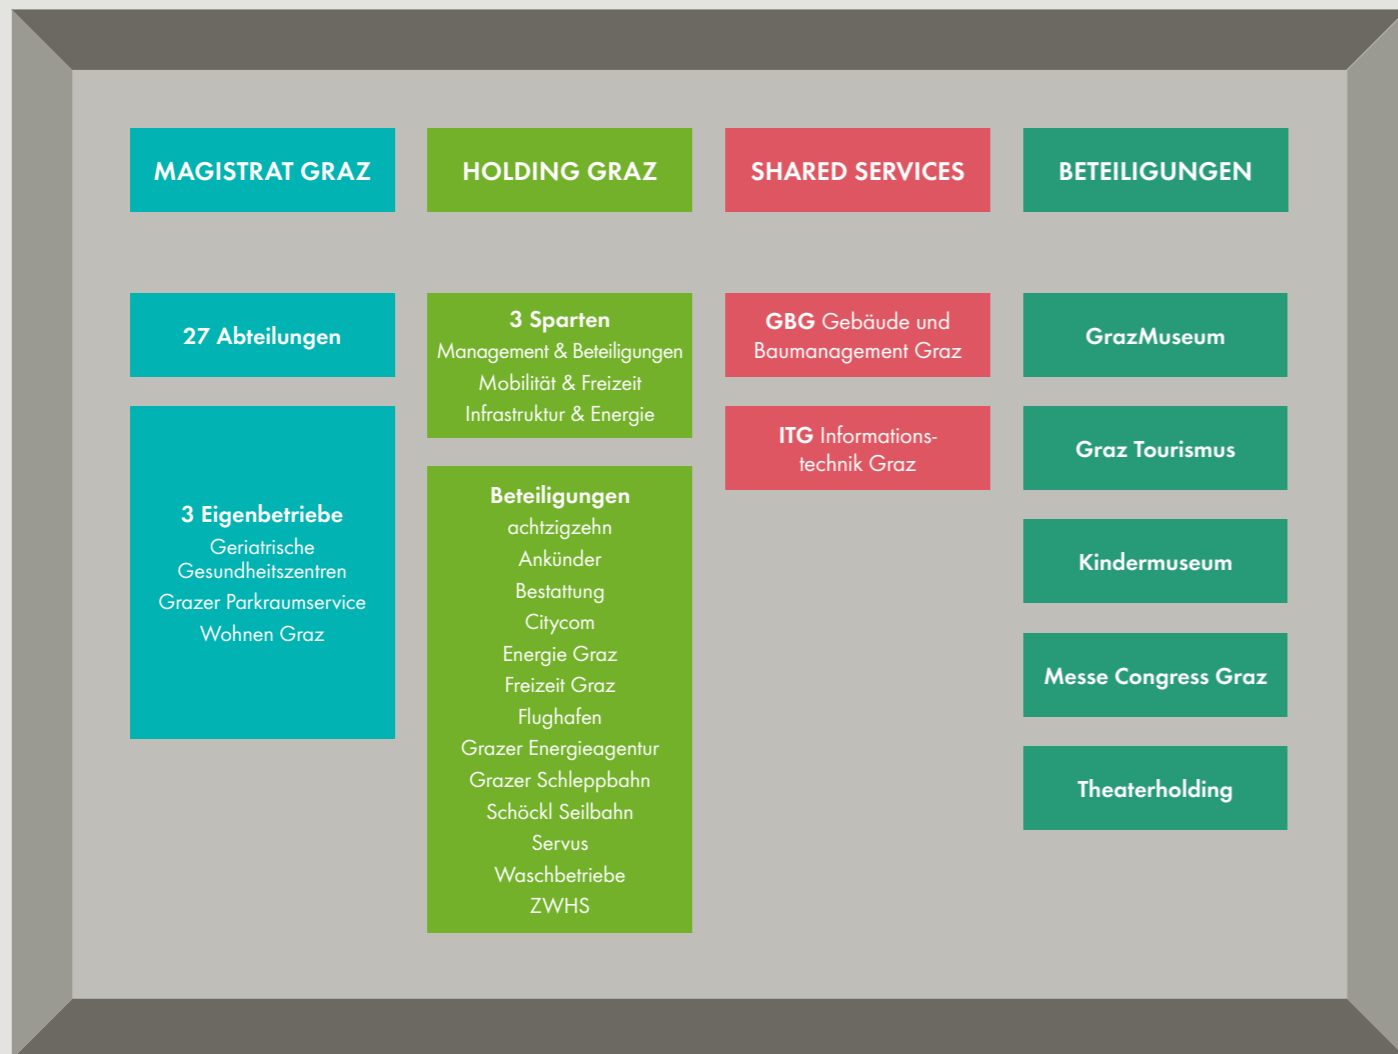 MAGISTRAT GRAZ
27 Abteilungen
3 Eigenbetriebe
Geriatrische
Gesundheitszentren
Grazer Parkraumservice
Wohnen Graz
HOLDING GRAZ
3 Sparten
Management & Beteiligungen
Mobilität & Freizeit
Infrastruktur & Energie
Beteiligungen
achtzigzehn
Ankünder
Bestattung
Citycom
Energie Graz
Freizeit Graz
Flughafen
Grazer Energieagentur
Grazer Schleppbahn
Schöckl Seilbahn
Servus
Waschbetriebe
ZWHS
SHARED SERVICES
GBG Gebäude und
Baumanagement Graz
ITG Informations-
technik Graz
BETEILIGUNGEN
GrazMuseum
Graz Tourismus
Kindermuseum
Messe Congress Graz
Theaterholding